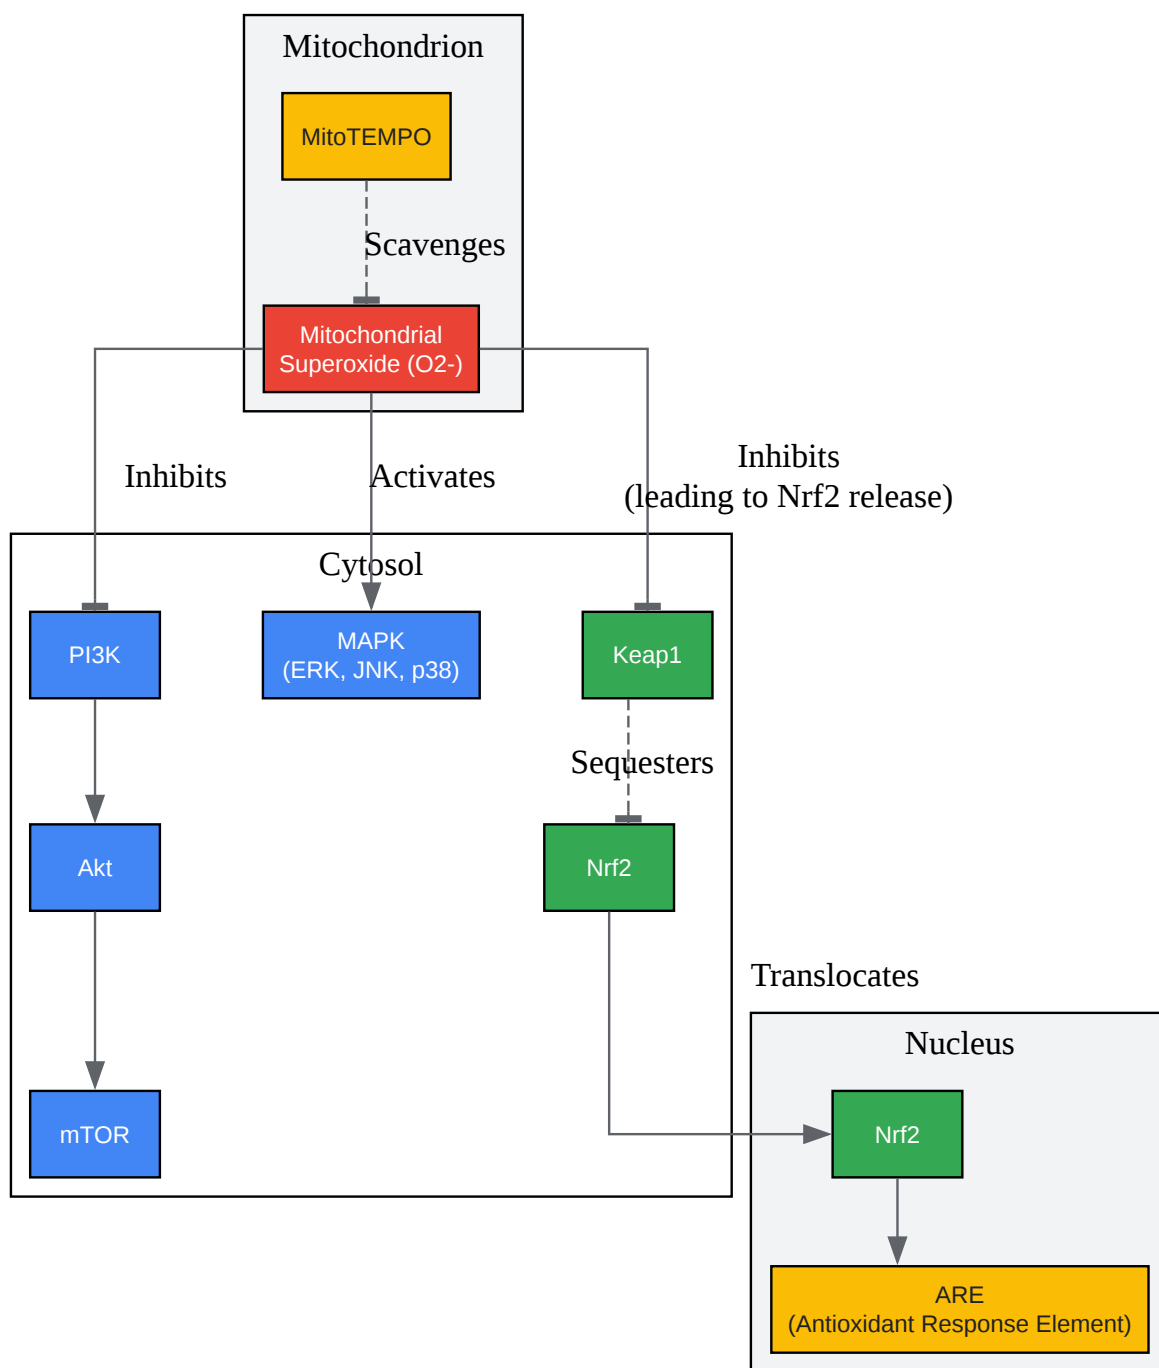 Mitochondrion
MitoTEMPO
Scavenges
Mitochondrial
Superoxide (O2-)
Inhibits
Activates
Inhibits
(leading to Nrf2 release)
Cytosol
PI3K
MAPK
(ERK, JNK, p38)
Keap1
Sequesters
Akt
Nrf2
Translocates
Nucleus
mTOR
Nrf2
ARE
(Antioxidant Response Element)